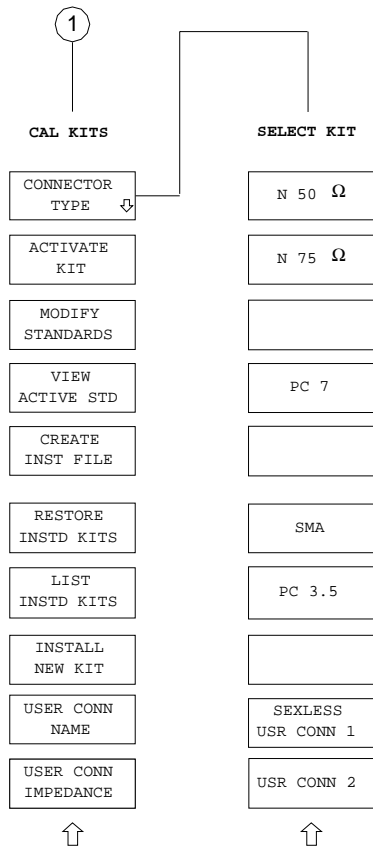 1
CAL KITS
CONNECTOR
TYPE
ACTIVATE
KIT
MODIFY
STANDARDS
VIEW
ACTIVE STD
CREATE
INST FILE
RESTORE
INSTD KITS
LIST
INSTD KITS
INSTALL
NEW KIT
USER CONN
NAME
USER CONN
IMPEDANCE
SELECT KIT
N 50 Ω
N 75 Ω
PC 7
SMA
PC 3.5
SEXLESS
USR CONN 1
USR CONN 2